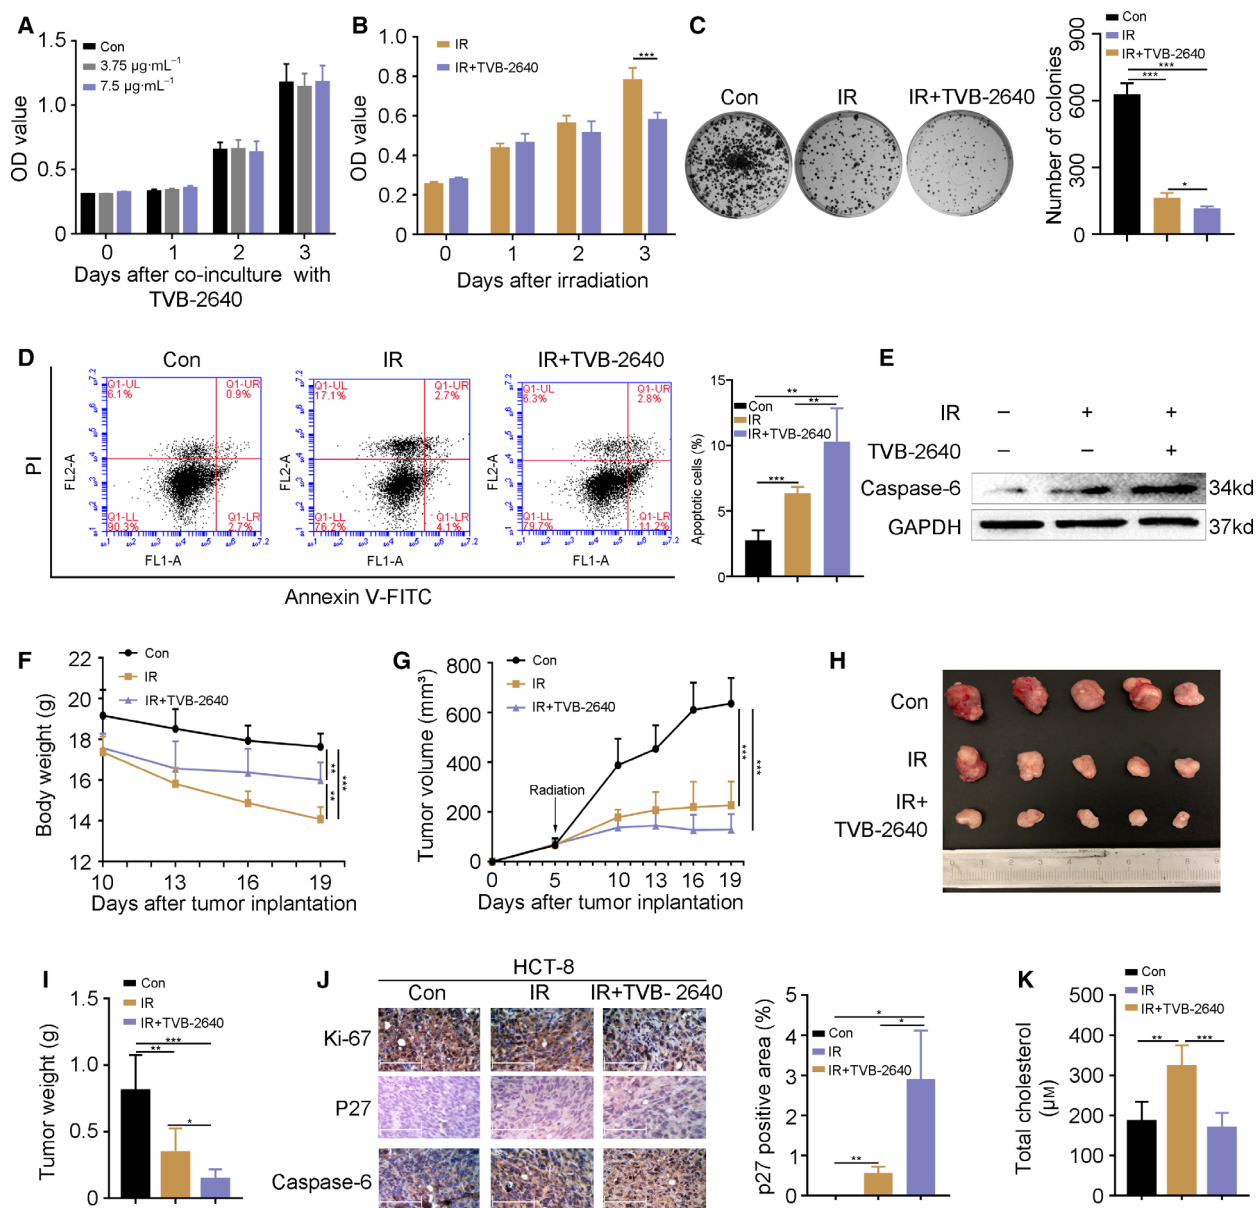 A
OD value
1.5
1.0
0.5
0
Con
3.75 µg·mL⁻¹
7.5 µg·mL⁻¹
0 1 2 3
Days after co-inculture with
TVB-2640
B
OD value
1.0
0.8
0.6
0.4
0.2
0
IR
IR+TVB-2640
***
0 1 2 3
Days after irradiation
C
Con IR IR+TVB-2640
Number of colonies
900
600
300
0
Con
IR
IR+TVB-2640
***
***
*
D
Con IR IR+TVB-2640
PI
FL2-A
Q1-UL
6.1%
Q1-UR
0.9%
Q1-LL
90.3%
Q1-LR
2.7%
FL1-A
FL2-A
Q1-UL
17.1%
Q1-UR
2.7%
Q1-LL
76.2%
Q1-LR
4.1%
FL1-A
FL2-A
Q1-UL
6.3%
Q1-UR
2.8%
Q1-LL
79.7%
Q1-LR
11.2%
FL1-A
Annexin V-FITC
Apoptotic cells (%)
15
10
5
0
Con
IR
IR+TVB-2640
**
**
***
E
IR – + +
TVB-2640 – – +
Caspase-6 34kd
GAPDH 37kd
F
Body weight (g)
22
20
18
16
14
12
Con
IR
IR+TVB-2640
**
**
***
10 13 16 19
Days after tumor inplantation
G
Tumor volume (mm³)
800
600
400
200
0
Con
IR
IR+TVB-2640
Radiation
***
***
0 5 10 13 16 19
Days after tumor inplantation
H
Con
IR
IR+
TVB-2640
0 1 2 3 4 5 6 7 8 9
I
Tumor weight (g)
1.5
1.0
0.5
0
Con
IR
IR+TVB-2640
***
**
*
J
HCT-8
Con IR IR+TVB- 2640
Ki-67
P27
Caspase-6
p27 positive area (%)
5
4
3
2
1
0
Con
IR
IR+TVB-2640
*
*
**
K
Total cholesterol
(µM)
500
400
300
200
100
0
Con
IR
IR+TVB-2640
**
***